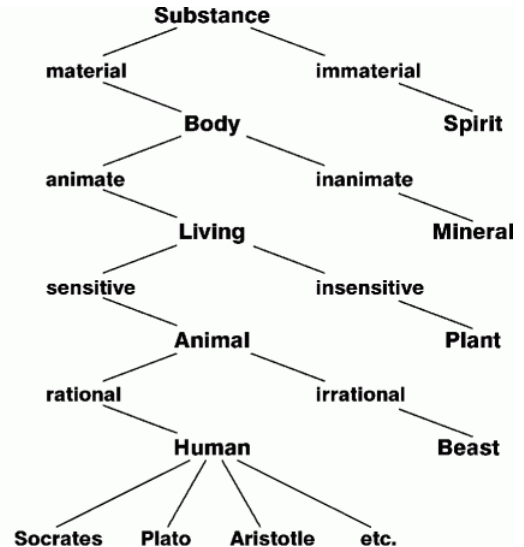 Substance
material immaterial
Body Spirit
animate inanimate
Living Mineral
sensitive insensitive
Animal Plant
rational irrational
Human Beast
Socrates Plato Aristotle etc.